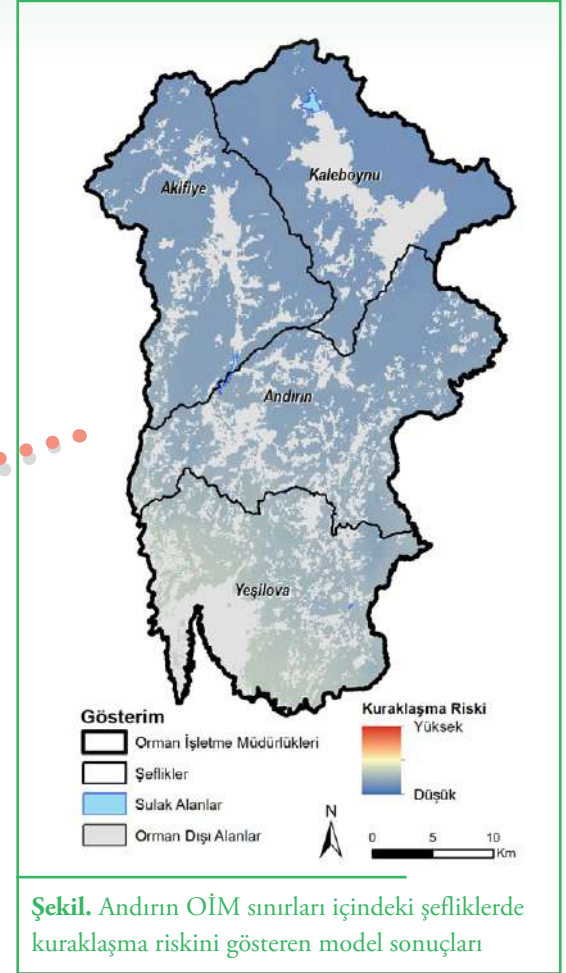 Akifiye
Kaleboynu
Andırın
Yeşilova
Gösterim
Orman İşletme Müdürlükleri
Şeflikler
Sulak Alanlar
Orman Dışı Alanlar
Kuraklaşma Riski
Yüksek
Düşük
N
0 5 10
Km
Şekil. Andırın OİM sınırları içindeki şefliklerde
kuraklaşma riskini gösteren model sonuçları